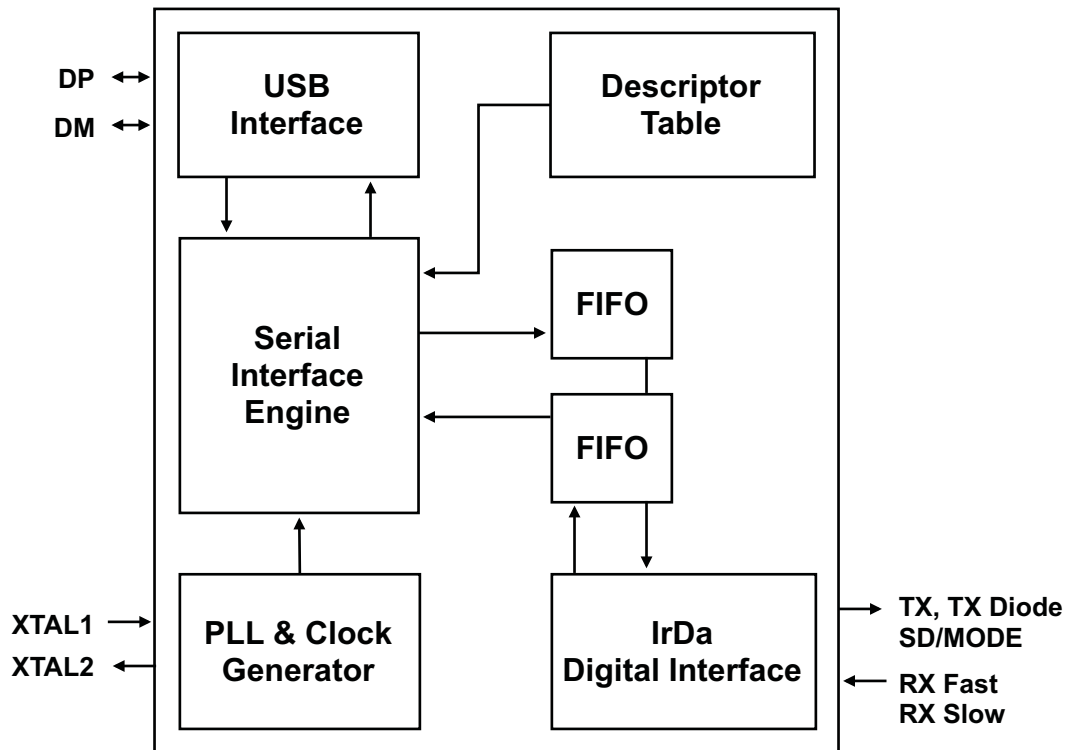 DP
DM
USB
Interface
Descriptor
Table
Serial
Interface
Engine
FIFO
FIFO
XTAL1
XTAL2
PLL & Clock
Generator
IrDa
Digital Interface
TX, TX Diode
SD/MODE
RX Fast
RX Slow